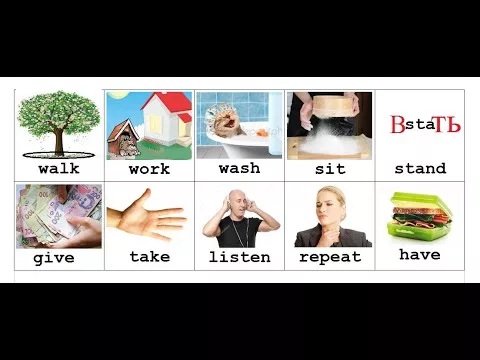 walk
work
wash
sit
ВstaТЬ
stand
give
take
listen
repeat
have